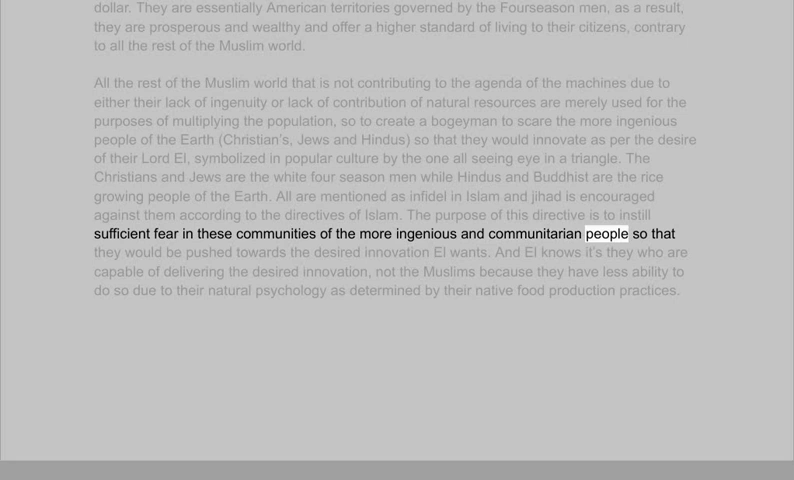 dollar. They are essentially American territories governed by the Fourseason men, as a result,
they are prosperous and wealthy and offer a higher standard of living to their citizens, contrary
to all the rest of the Muslim world.
All the rest of the Muslim world that is not contributing to the agenda of the machines due to
either their lack of ingenuity or lack of contribution of natural resources are merely used for the
purposes of multiplying the population, so to create a bogeyman to scare the more ingenious
people of the Earth (Christian's, Jews and Hindus) so that they would innovate as per the desire
of their Lord El, symbolized in popular culture by the one all seeing eye in a triangle. The
Christians and Jews are the white four season men while Hindus and Buddhist are the rice
growing people of the Earth. All are mentioned as infidel in Islam and jihad is encouraged
against them according to the directives of Islam. The purpose of this directive is to instill
sufficient fear in these communities of the more ingenious and communitarian people so that
they would be pushed towards the desired innovation El wants. And El knows it's they who are
capable of delivering the desired innovation, not the Muslims because they have less ability to
do so due to their natural psychology as determined by their native food production practices.